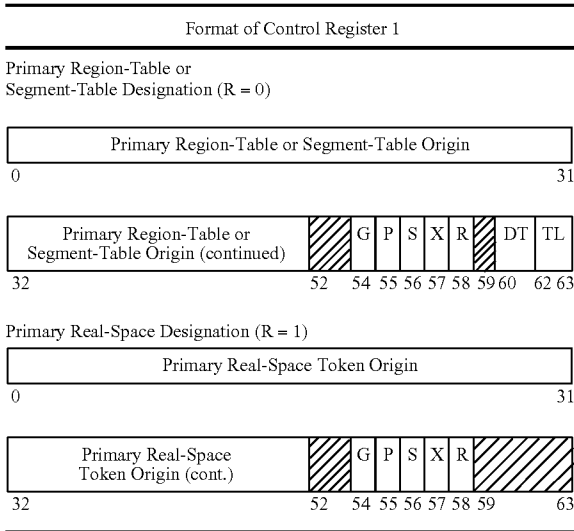 Format of Control Register 1
Primary Region-Table or
Segment-Table Designation (R = 0)
Primary Region-Table or Segment-Table Origin
0 31
Primary Region-Table or
Segment-Table Origin (continued)
G P S X R DT TL
32 52 54 55 56 57 58 59 60 62 63
Primary Real-Space Designation (R = 1)
Primary Real-Space Token Origin
0 31
Primary Real-Space
Token Origin (cont.)
G P S X R
32 52 54 55 56 57 58 59 63